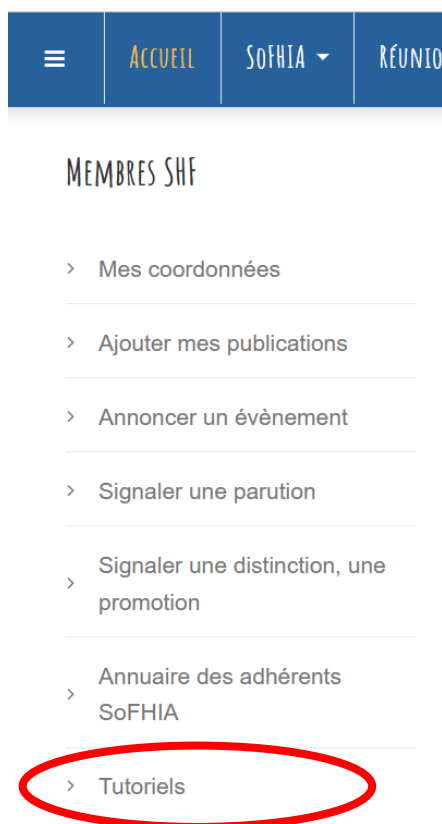 Accueil SoFHIA Réunio
Membres SHF
Mes coordonnées
Ajouter mes publications
Annoncer un évènement
Signaler une parution
Signaler une distinction, une
promotion
Annuaire des adhérents
SoFHIA
Tutoriels